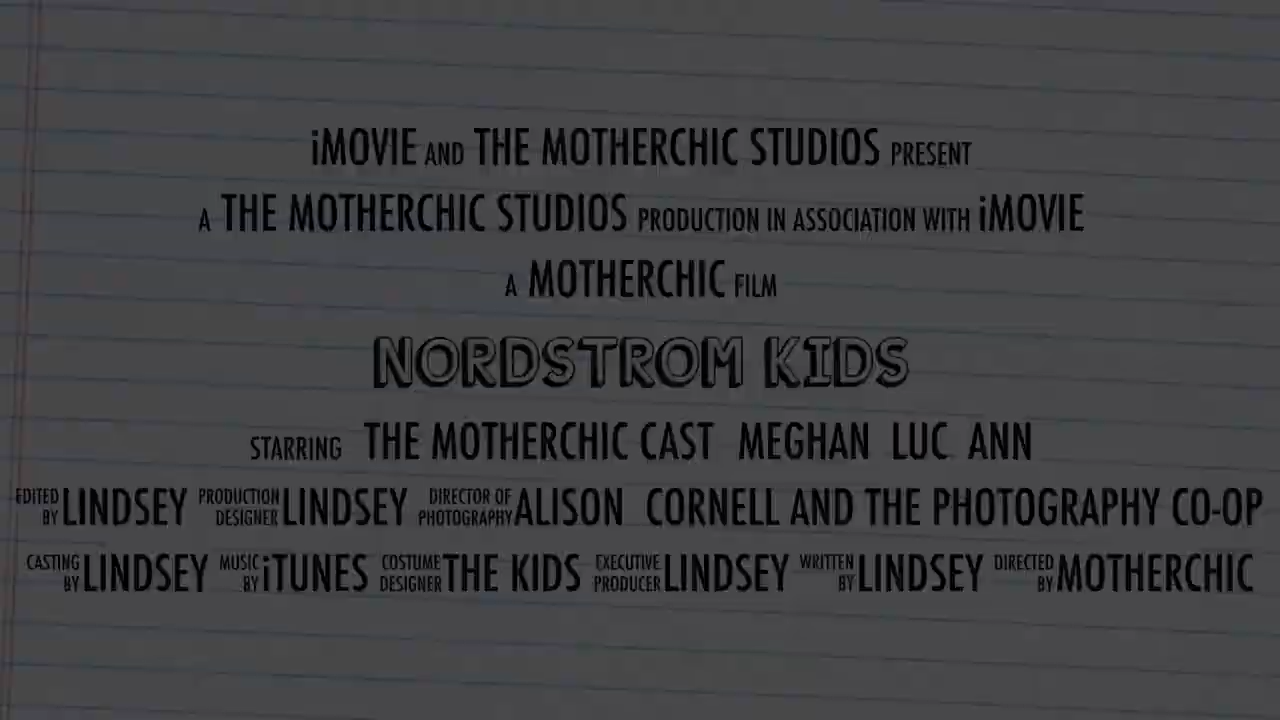 iMOVIE AND THE MOTHERCHIC STUDIOS PRESENT
A THE MOTHERCHIC STUDIOS PRODUCTION IN ASSOCIATION WITH iMOVIE
A MOTHERCHIC FILM
NORDSTROM KIDS
STARRING THE MOTHERCHIC CAST MEGHAN LUC ANN
EDITED BY LINDSEY PRODUCTION DESIGNER LINDSEY DIRECTOR OF PHOTOGRAPHY ALISON CORNELL AND THE PHOTOGRAPHY CO-OP
CASTING BY LINDSEY MUSIC BY iTUNES COSTUME DESIGNER THE KIDS EXECUTIVE PRODUCER LINDSEY WRITTEN BY LINDSEY DIRECTED BY MOTHERCHIC